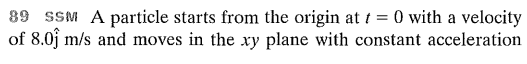 89 SSM A particle starts from the origin at t = 0 with a velocity
of 8.0ĵ m/s and moves in the xy plane with constant acceleration